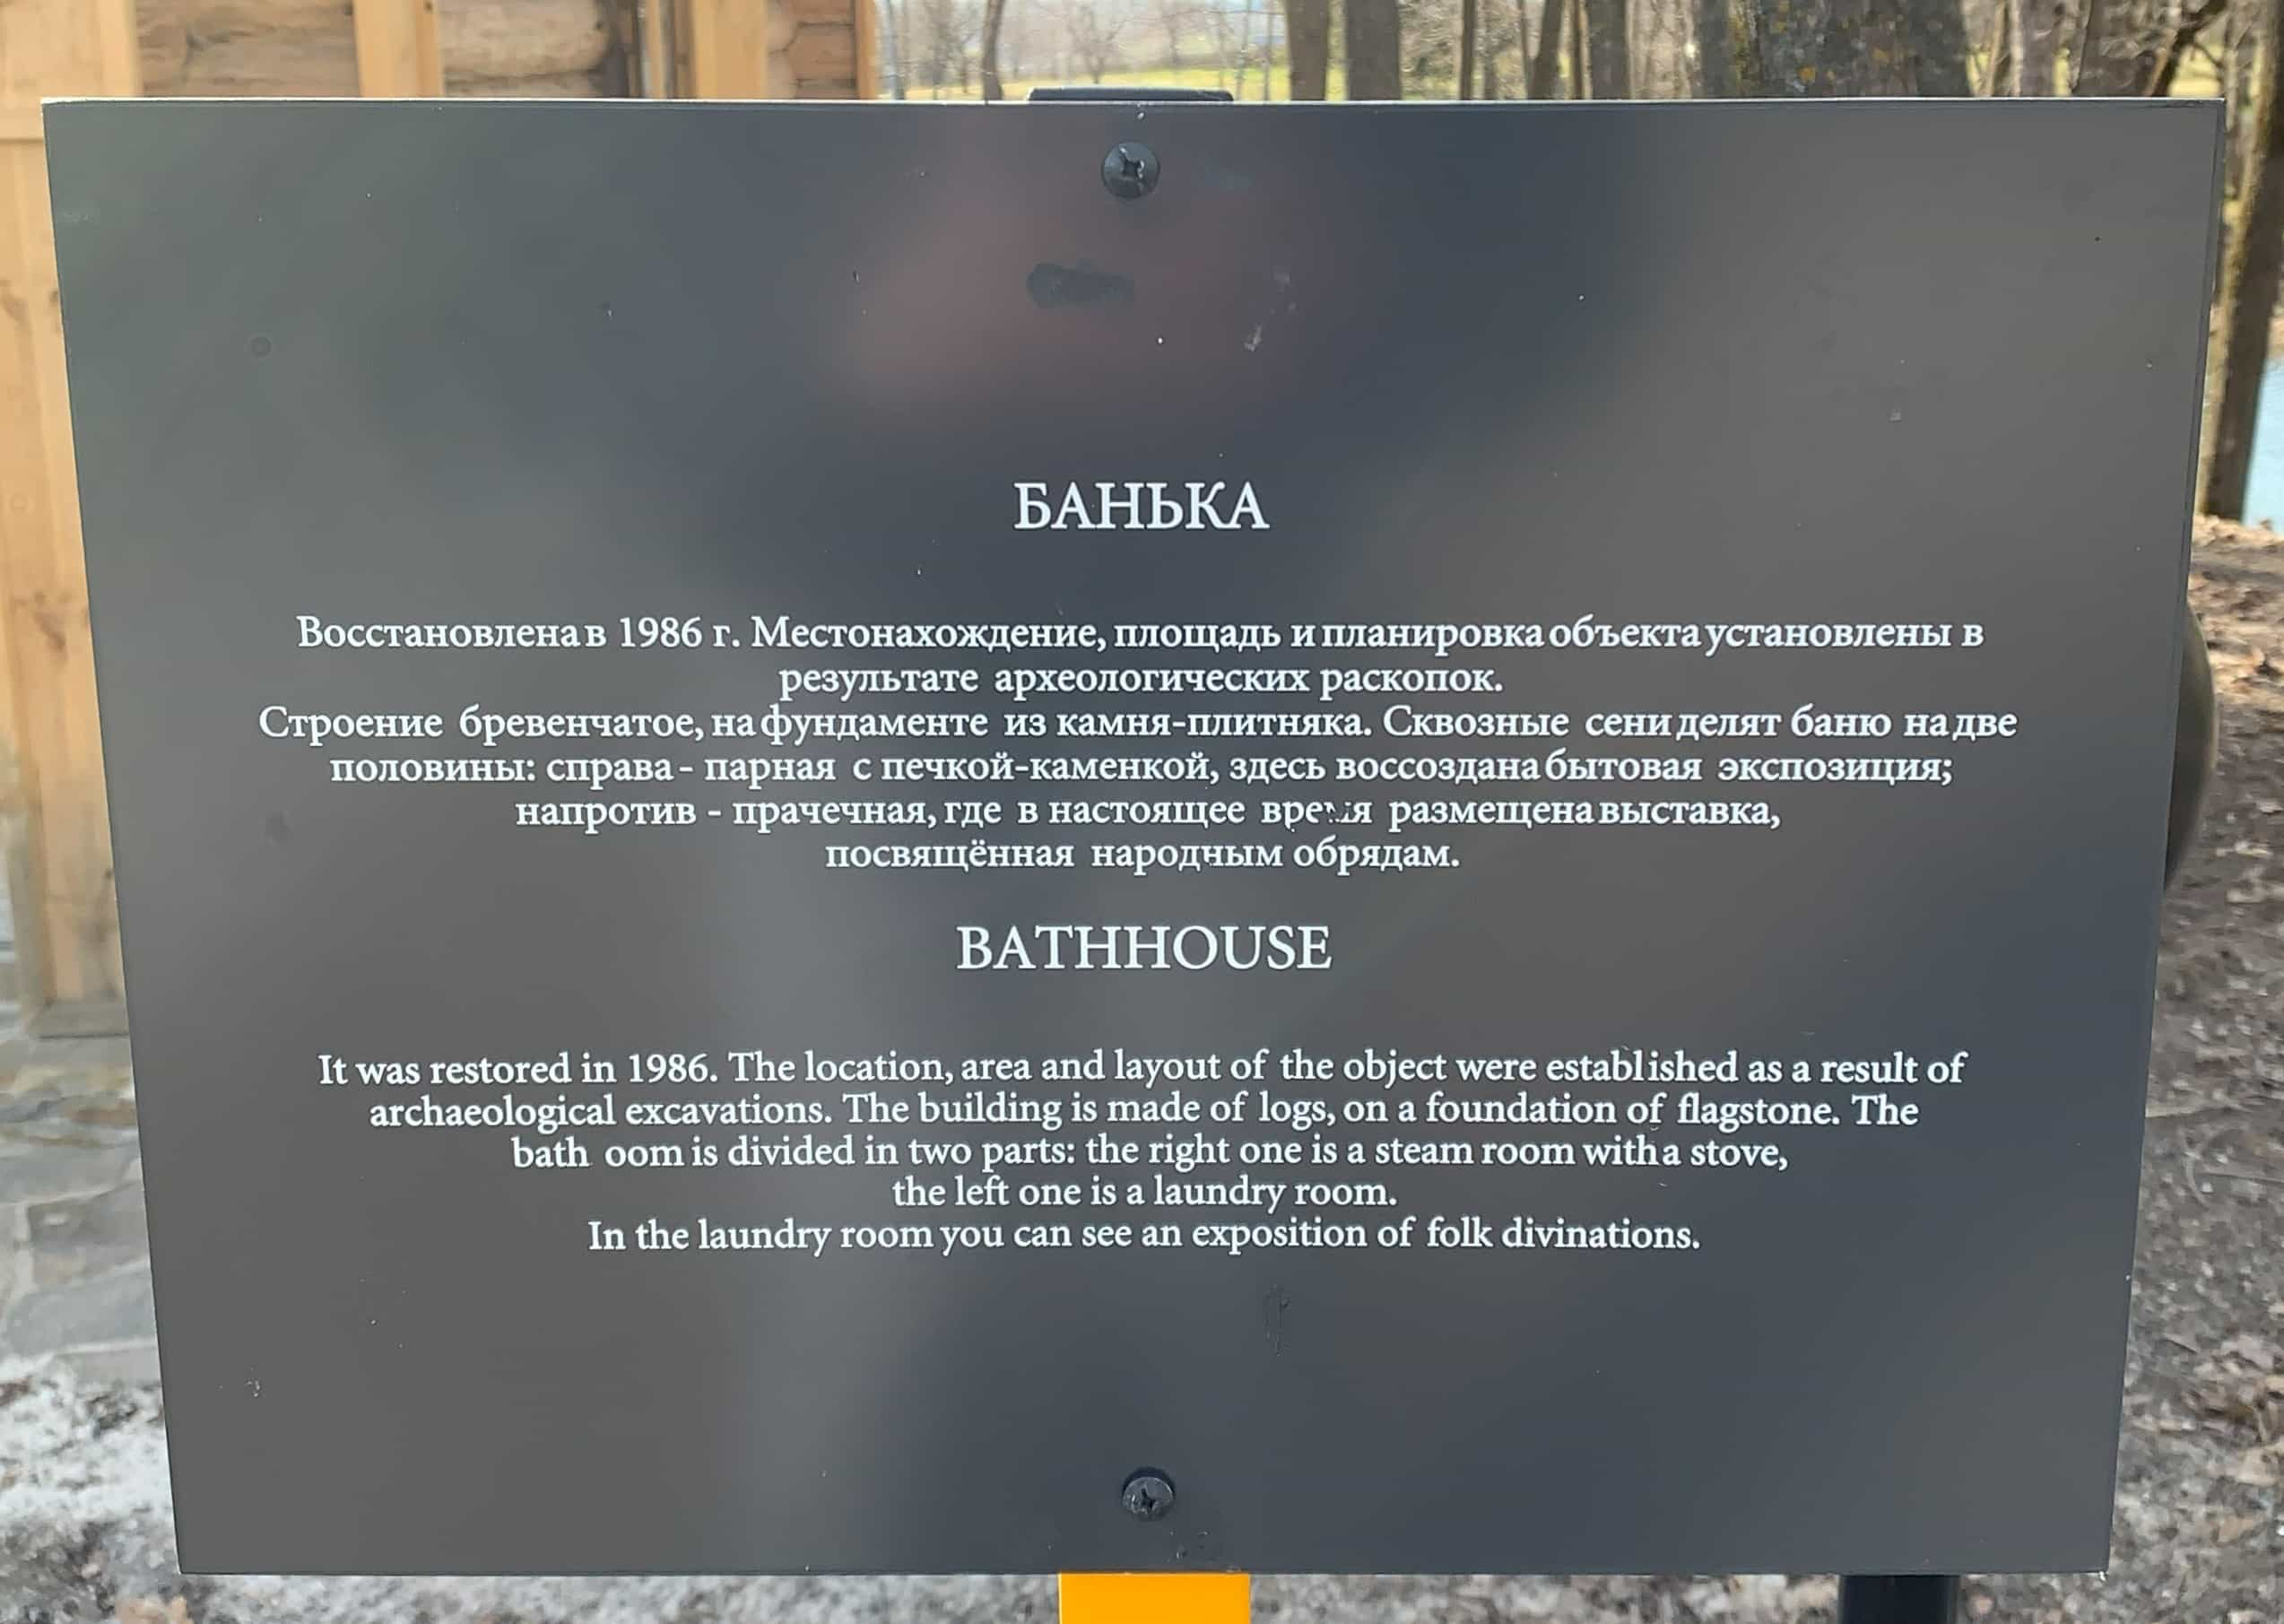 БАНЬКА
Восстановлена в 1986 г. Местонахождение, площадь и планировка объекта установлены в
результате археологических раскопок.
Строение бревенчатое, на фундаменте из камня-плитняка. Сквозные сени делят баню на две
половины: справа - парная с печкой-каменкой, здесь воссоздана бытовая экспозиция;
напротив - прачечная, где в настоящее время размещена выставка,
посвящённая народным обрядам.
BATHHOUSE
It was restored in 1986. The location, area and layout of the object were established as a result of
archaeological excavations. The building is made of logs, on a foundation of flagstone. The
bath oom is divided in two parts: the right one is a steam room with a stove,
the left one is a laundry room.
In the laundry room you can see an exposition of folk divinations.